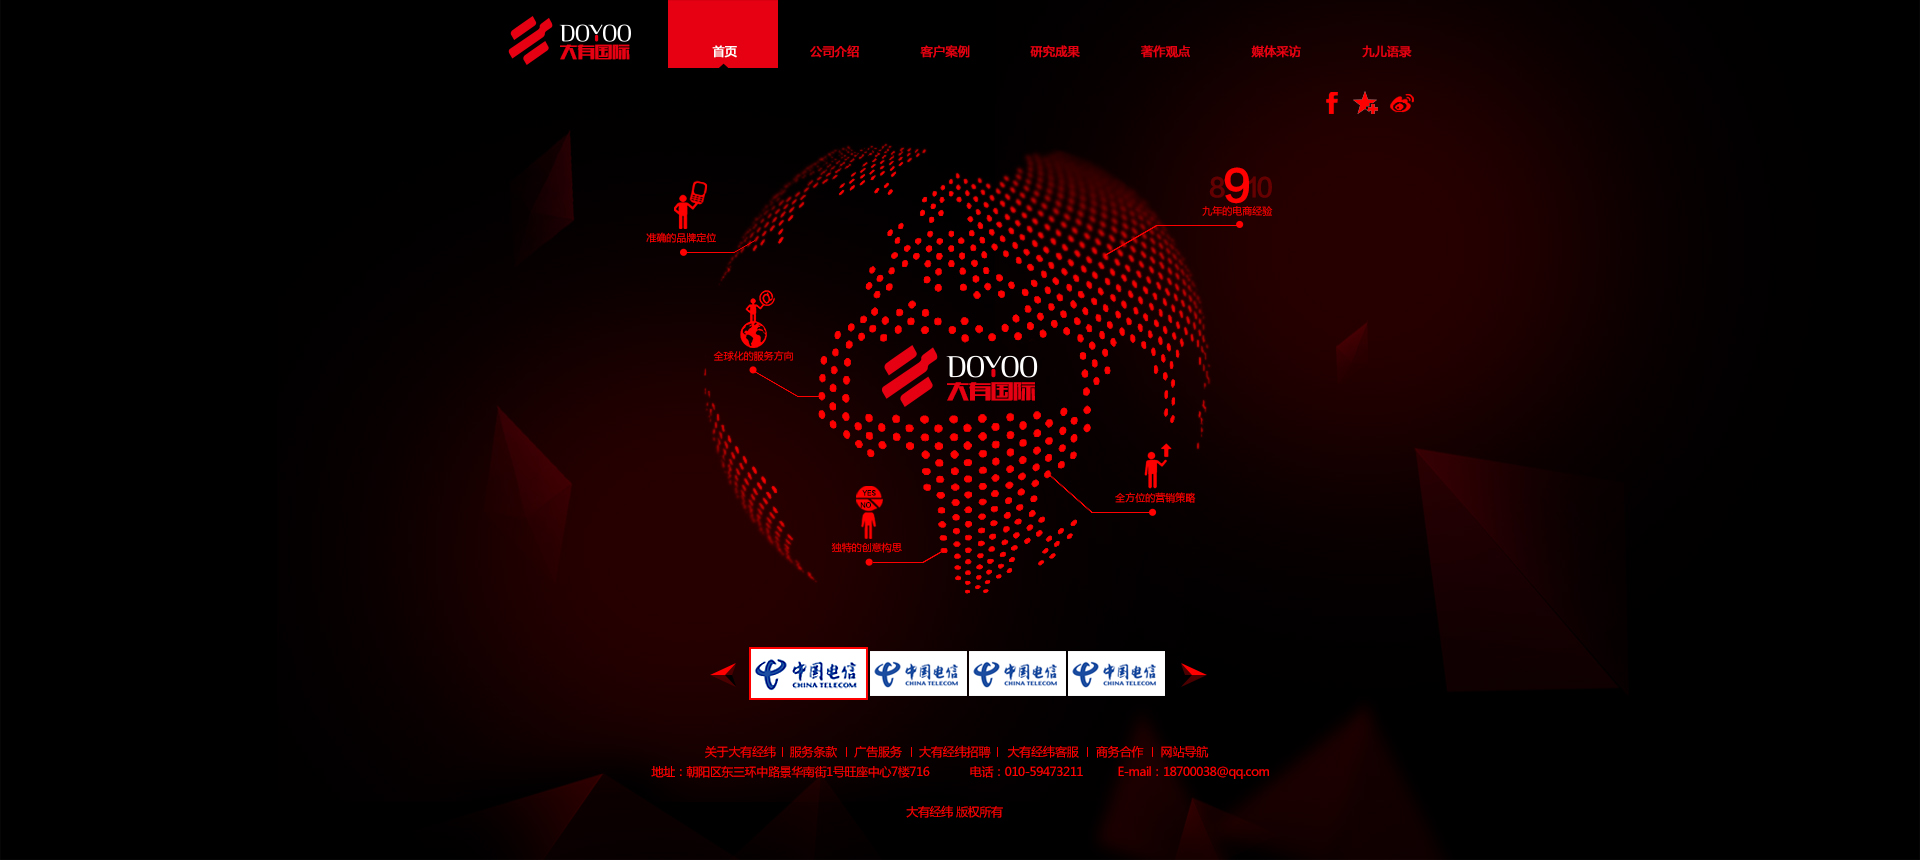 DOYOO
大有国际
首页 公司介绍 客户案例 研究成果 著作观点 媒体采访 九儿语录
8 9 10
九年的电商经验
准确的品牌定位
@
全球化的服务方向
DOYOO
大有国际
YES
NO
全方位的营销策略
独特的创意构思
中国电信 中国电信 中国电信 中国电信
CHINA TELECOM CHINA TELECOM CHINA TELECOM CHINA TELECOM
关于大有经纬 | 服务条款 | 广告服务 | 大有经纬招聘 | 大有经纬客服 | 商务合作 | 网站导航
地址：朝阳区东三环中路景华南街1号旺座中心7楼716 电话：010-59473211 E-mail：18700038@qq.com
大有经纬 版权所有